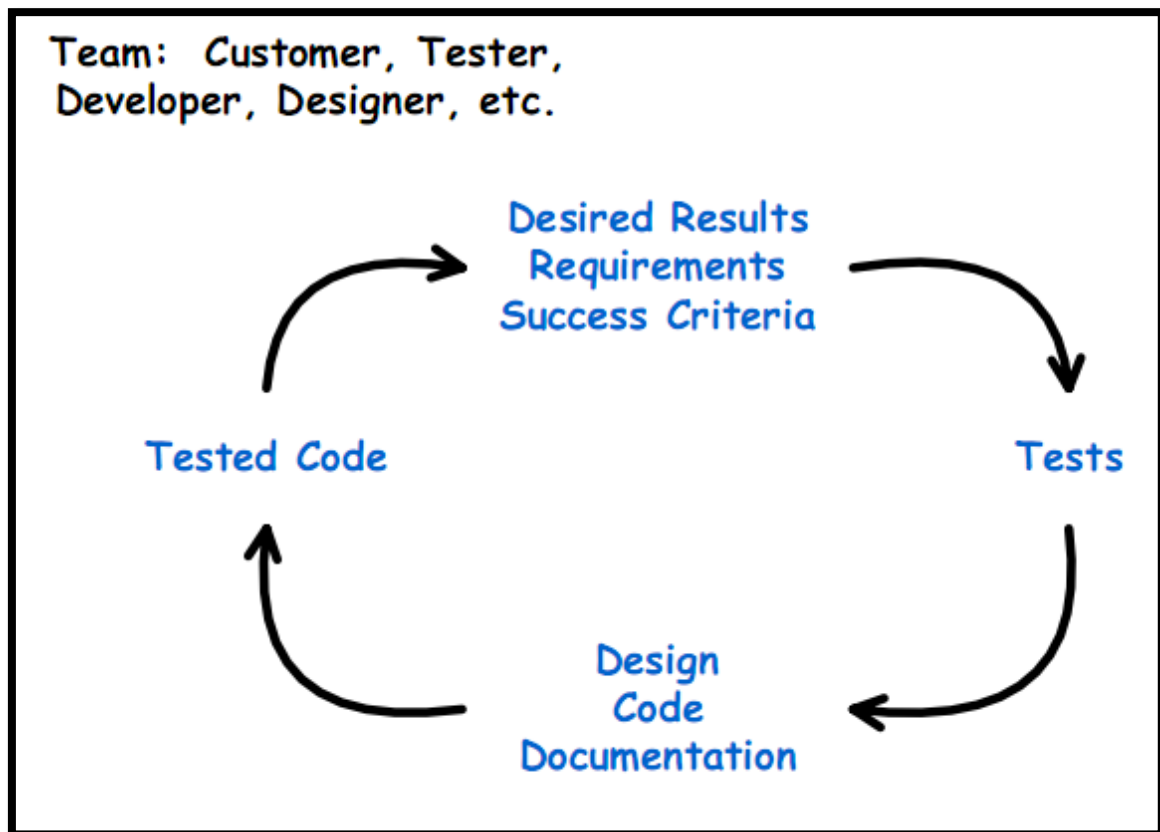 Team: Customer, Tester,
Developer, Designer, etc.
Desired Results
Requirements
Success Criteria
Tested Code
Tests
Design
Code
Documentation